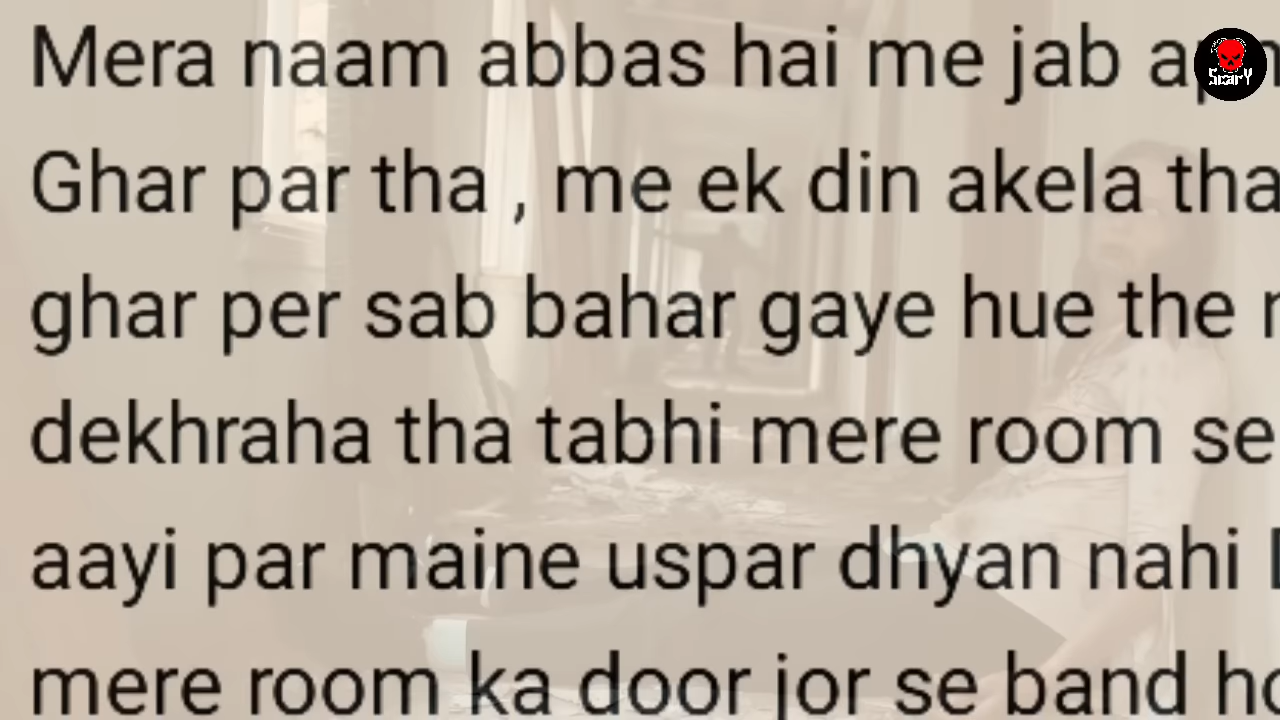 Mera naam abbas hai me jab
Scary
Ghar par tha , me ek din akela tha
ghar per sab bahar gaye hue the
dekhraha tha tabhi mere room se
aayi par maine uspar dhyan nahi
mere room ka door jor se band